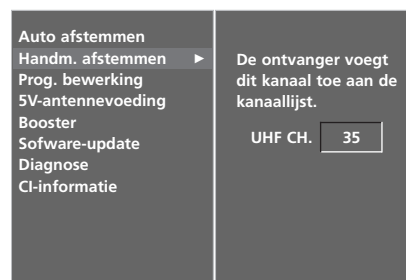 Auto afstemmen
Handm. afstemmen ►
Prog. bewerking
5V-antennevoeding
Booster
Sofware-update
Diagnose
CI-informatie
De ontvanger voegt
dit kanaal toe aan de
kanaallijst.
UHF CH. 35